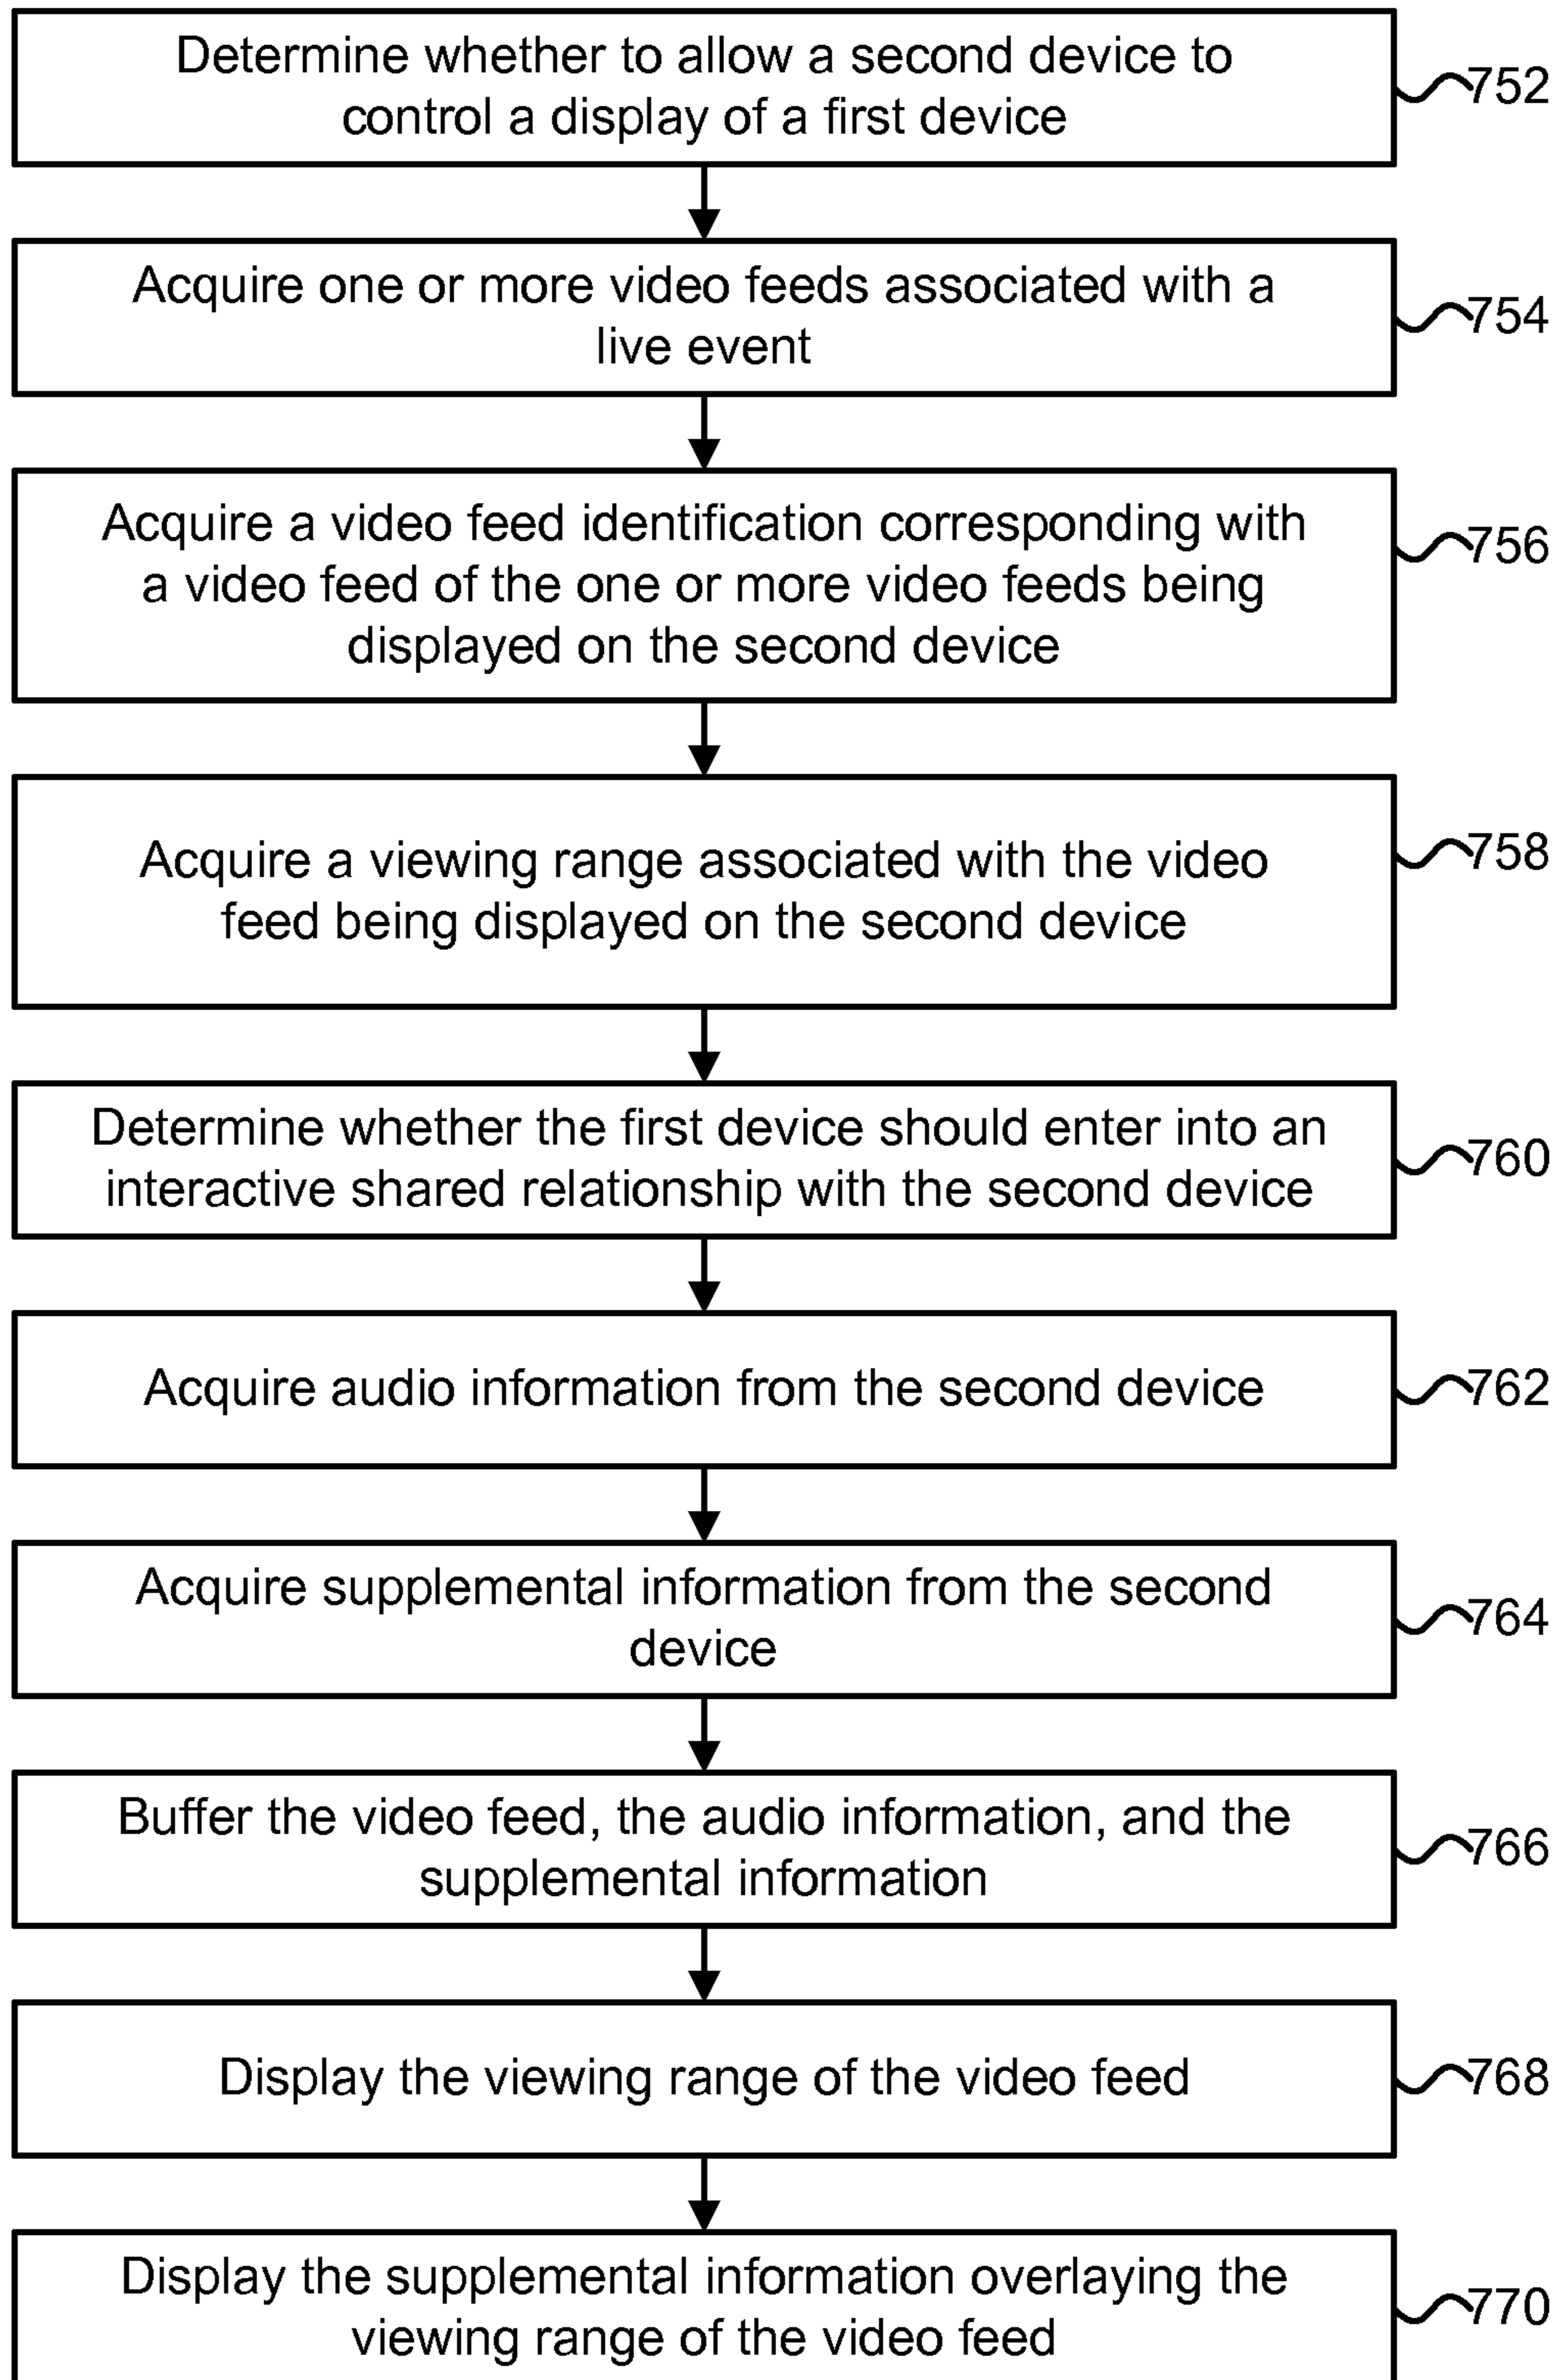 Determine whether to allow a second device to
control a display of a first device
752
Acquire one or more video feeds associated with a
live event
754
Acquire a video feed identification corresponding with
a video feed of the one or more video feeds being
displayed on the second device
756
Acquire a viewing range associated with the video
feed being displayed on the second device
758
Determine whether the first device should enter into an
interactive shared relationship with the second device
760
Acquire audio information from the second device
762
Acquire supplemental information from the second
device
764
Buffer the video feed, the audio information, and the
supplemental information
766
Display the viewing range of the video feed
768
Display the supplemental information overlaying the
viewing range of the video feed
770